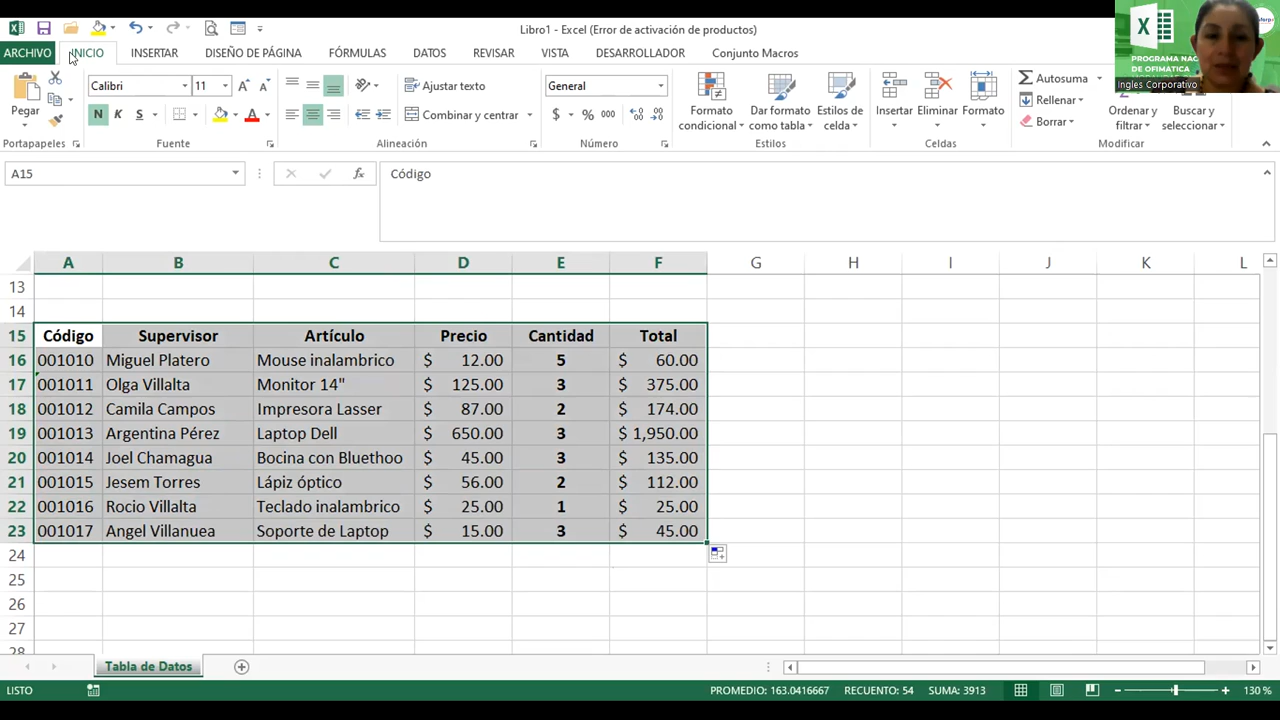 Libro1 - Excel (Error de activación de productos)
ARCHIVO INICIO INSERTAR DISEÑO DE PÁGINA FÓRMULAS DATOS REVISAR VISTA DESARROLLADOR Conjunto Macros
PROGRAMA NAC
DE OFIMÁTICA
Ingles Corporativo
Pegar
Calibri 11
N K S
Ajustar texto
Combinar y centrar
General
$ % 000
Formato condicional
Dar formato como tabla
Estilos de celda
Insertar Eliminar Formato
Autosuma
Rellenar
Borrar
Ordenar y filtrar
Buscar y seleccionar
Portapapeles Fuente Alineación Número Estilos Celdas Modificar
A15 fx Código
A B C D E F G H I J K L
13
14
15 Código Supervisor Artículo Precio Cantidad Total
16 001010 Miguel Platero Mouse inalambrico $ 12.00 5 $ 60.00
17 001011 Olga Villalta Monitor 14" $ 125.00 3 $ 375.00
18 001012 Camila Campos Impresora Lasser $ 87.00 2 $ 174.00
19 001013 Argentina Pérez Laptop Dell $ 650.00 3 $ 1,950.00
20 001014 Joel Chamagua Bocina con Bluethoo $ 45.00 3 $ 135.00
21 001015 Jesem Torres Lápiz óptico $ 56.00 2 $ 112.00
22 001016 Rocio Villalta Teclado inalambrico $ 25.00 1 $ 25.00
23 001017 Angel Villanuea Soporte de Laptop $ 15.00 3 $ 45.00
24
25
26
27
28
Tabla de Datos
LISTO PROMEDIO: 163.0416667 RECUENTO: 54 SUMA: 3913 130 %